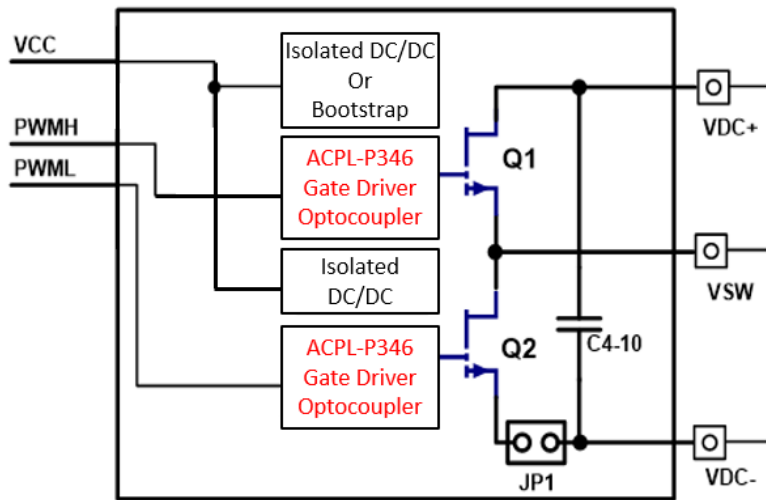 VCC
PWMH
PWML
Isolated DC/DC
Or
Bootstrap
ACPL-P346
Gate Driver
Optocoupler
Isolated
DC/DC
ACPL-P346
Gate Driver
Optocoupler
Q1
Q2
C4-10
JP1
VDC+
VSW
VDC-